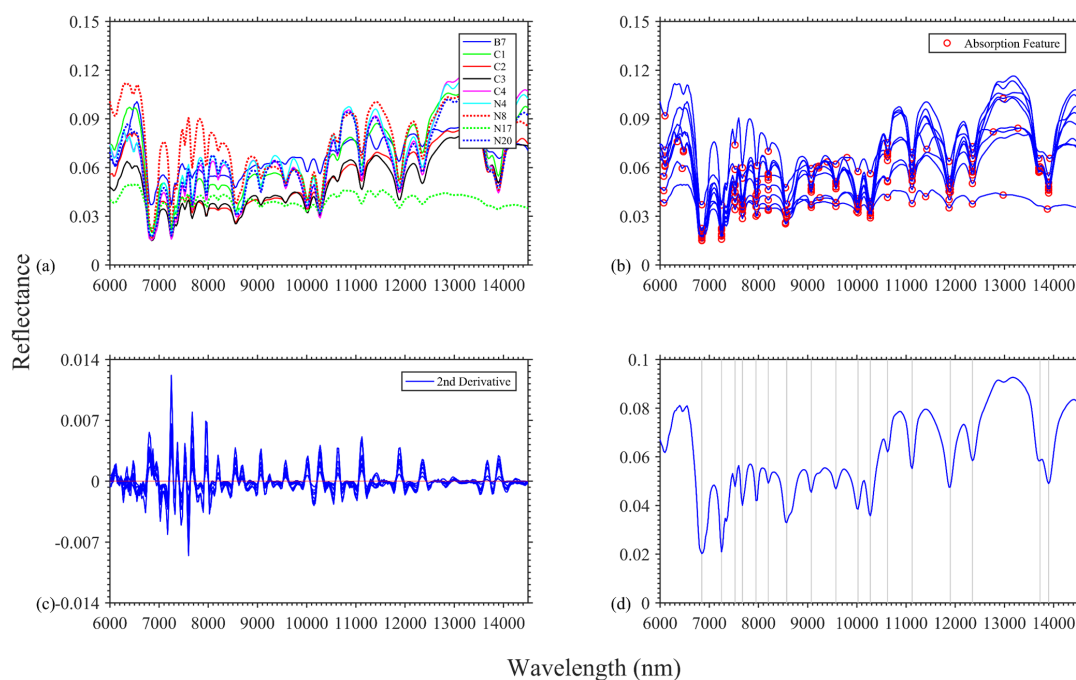 0.15
0.12
0.09
0.06
0.03
0
(a)
6000 7000 8000 9000 10000 11000 12000 13000 14000
B7
C1
C2
C3
C4
N4
N8
N17
N20
0.15
0.12
0.09
0.06
0.03
0
(b)
6000 7000 8000 9000 10000 11000 12000 13000 14000
Absorption Feature
Reflectance
0.014
0.007
0
-0.007
-0.014
(c)
6000 7000 8000 9000 10000 11000 12000 13000 14000
2nd Derivative
0.1
0.08
0.06
0.04
0.02
0
(d)
6000 7000 8000 9000 10000 11000 12000 13000 14000
Wavelength (nm)